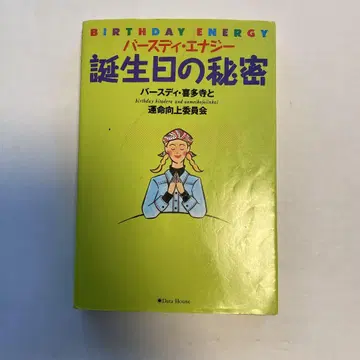 BIRTHDAY ENERGY
バースディ・エナジー
誕生日の秘密
バースディ・喜多寺と
birthday kitadera and unmeikojoiinkai
運命向上委員会
Data House